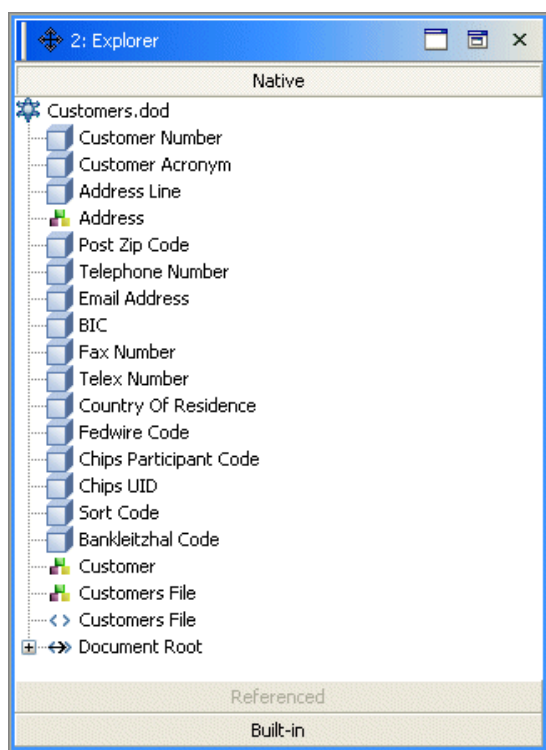 2: Explorer
Native
Customers.dod
Customer Number
Customer Acronym
Address Line
Address
Post Zip Code
Telephone Number
Email Address
BIC
Fax Number
Telex Number
Country Of Residence
Fedwire Code
Chips Participant Code
Chips UID
Sort Code
Bankleitzhal Code
Customer
Customers File
Customers File
Document Root
Referenced
Built-in